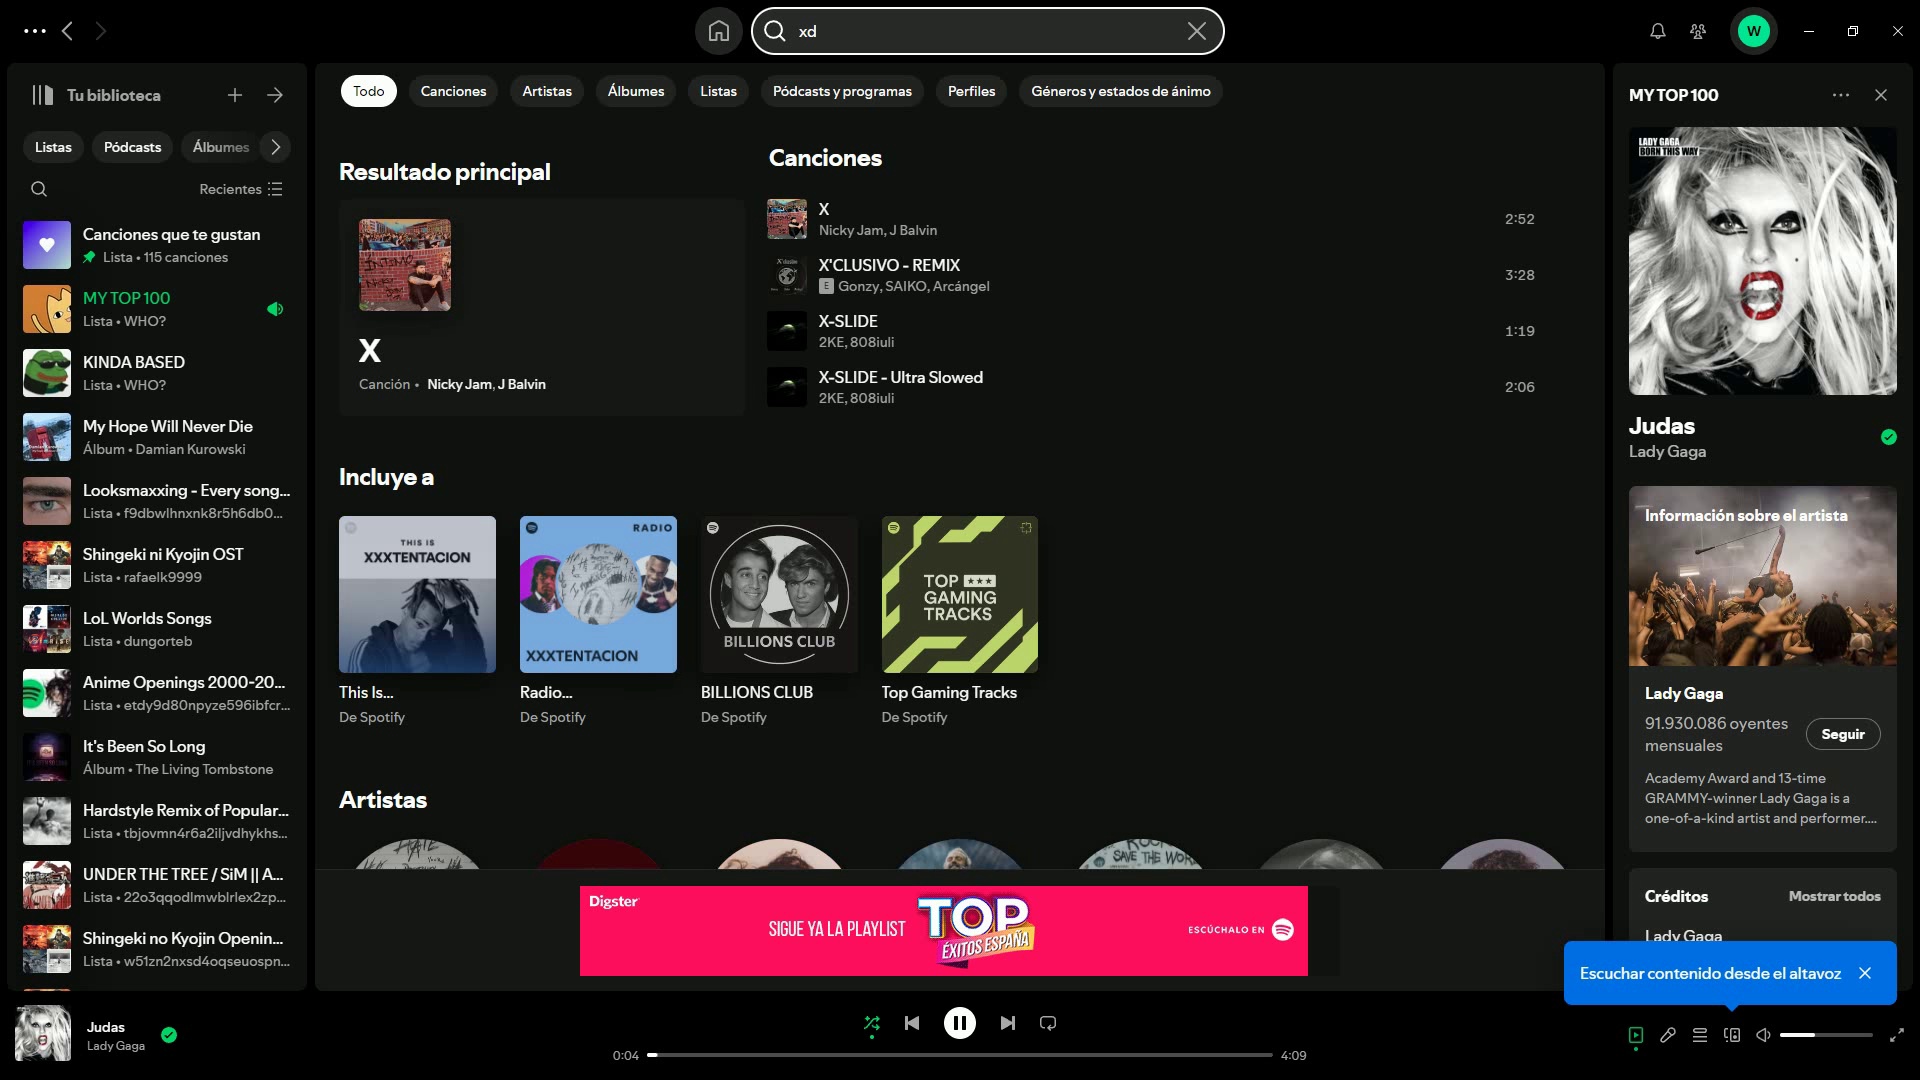 xd
W
Tu biblioteca
Listas
Pódcasts
Álbumes
Recientes
Canciones que te gustan
Lista • 115 canciones
MY TOP 100
Lista • WHO?
KINDA BASED
Lista • WHO?
My Hope Will Never Die
Álbum • Damian Kurowski
Looksmaxxing - Every song...
Lista • f9dbwlhnxnk8r5h6db0...
Shingeki ni Kyojin OST
Lista • rafaelk9999
LoL Worlds Songs
Lista • dungorteb
Anime Openings 2000-20...
Lista • etdy9d80npyze596ibfcr...
It's Been So Long
Álbum • The Living Tombstone
Hardstyle Remix of Popular...
Lista • tbjovmn4r6a2iljvdhykhs...
UNDER THE TREE / SiM || A...
Lista • 22o3qqodlmwblrlex2zp...
Shingeki no Kyojin Openin...
Lista • w51zn2nxsd4oqseuospn...
Todo
Canciones
Artistas
Álbumes
Listas
Pódcasts y programas
Perfiles
Géneros y estados de ánimo
Resultado principal
X
Canción • Nicky Jam, J Balvin
Canciones
X
Nicky Jam, J Balvin
2:52
X'CLUSIVO - REMIX
E Gonzy, SAIKO, Arcángel
3:28
X-SLIDE
2KE, 808iuli
1:19
X-SLIDE - Ultra Slowed
2KE, 808iuli
2:06
Incluye a
THIS IS
XXXTENTACION
This Is...
De Spotify
RADIO
XXXTENTACION
Radio...
De Spotify
BILLIONS CLUB
BILLIONS CLUB
De Spotify
TOP
GAMING
TRACKS
Top Gaming Tracks
De Spotify
Artistas
SAVE THE WOR
Digster
SIGUE YA LA PLAYLIST
TOP
ÉXITOS ESPAÑA
ESCÚCHALO EN
MY TOP 100
LADY GAGA
BORN THIS WAY
Judas
Lady Gaga
Información sobre el artista
Lady Gaga
91.930.086 oyentes
mensuales
Seguir
Academy Award and 13-time
GRAMMY-winner Lady Gaga is a
one-of-a-kind artist and performer....
Créditos
Mostrar todos
Lady Gaga
Escuchar contenido desde el altavoz
Judas
Lady Gaga
0:04
4:09